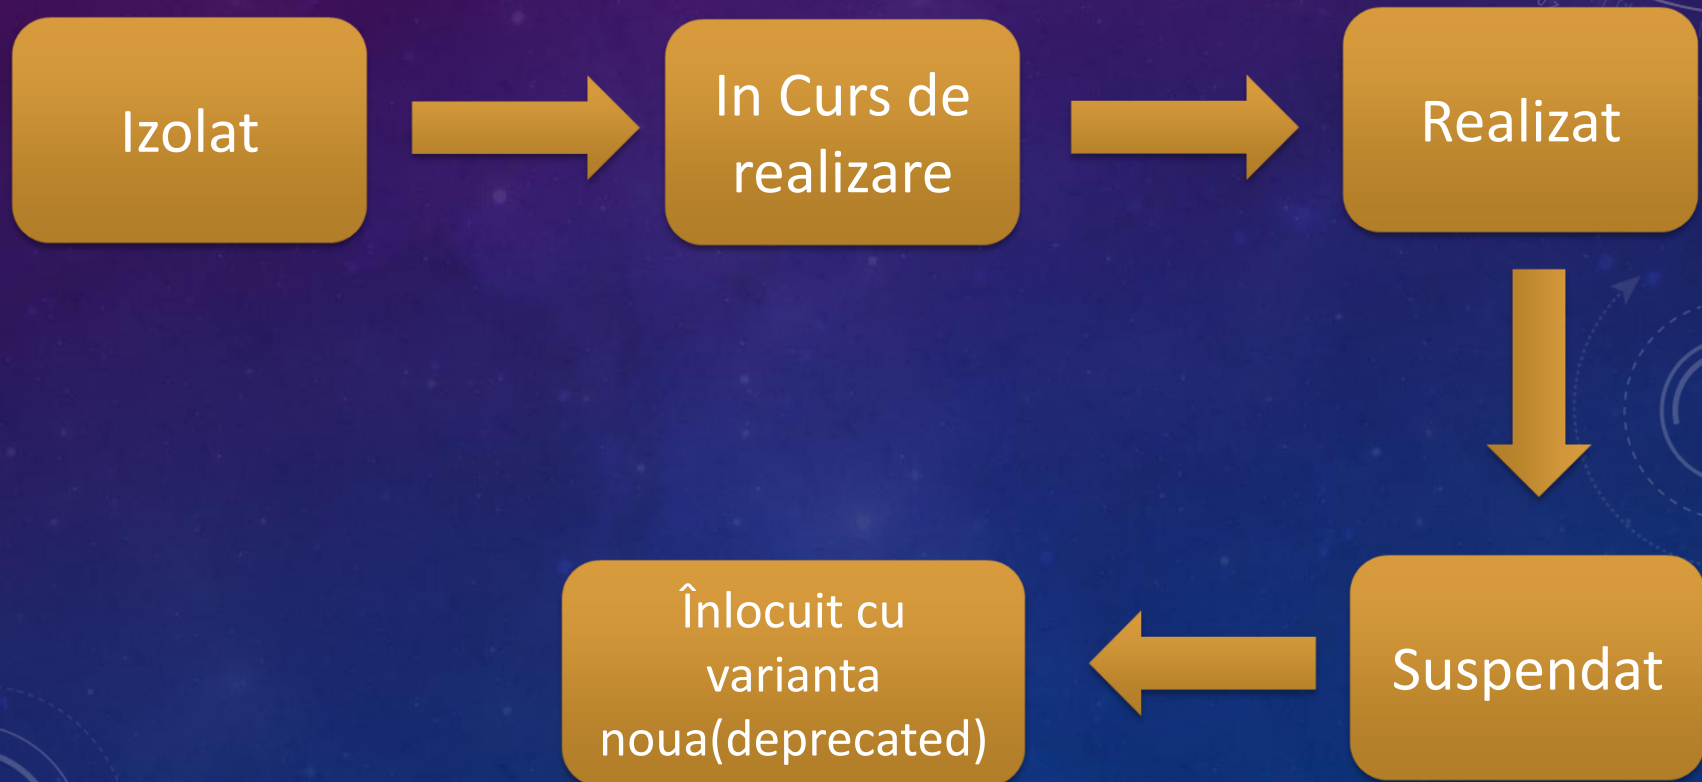 Izolat
In Curs de
realizare
Realizat
Suspendat
Înlocuit cu
varianta
noua(deprecated)